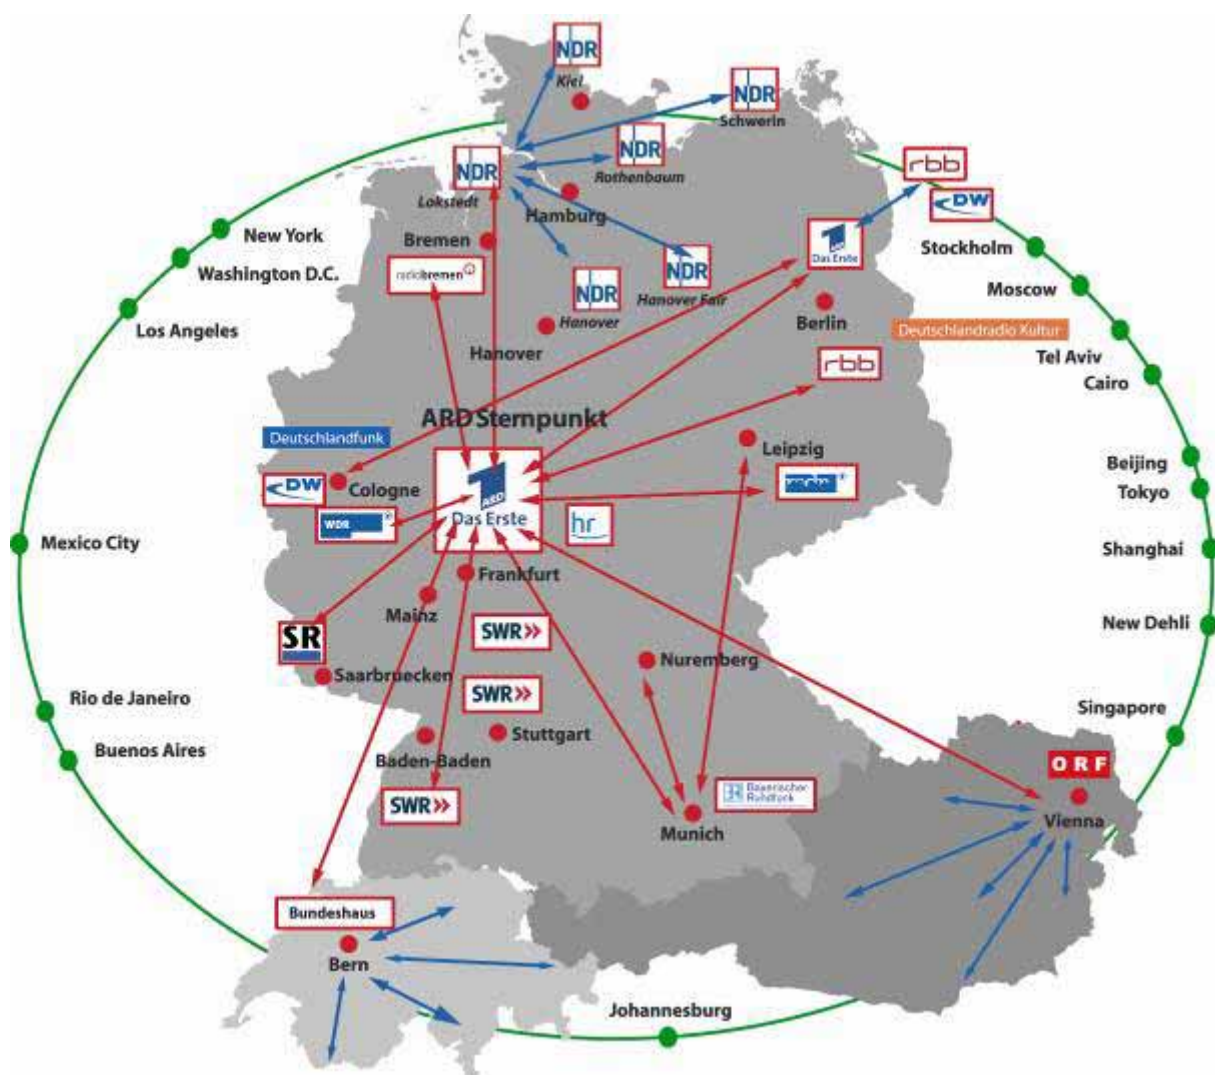 NDR
Kiel
NDR
Schwerin
NDR
Rothenbaum
NDR
Lokstedt
Hamburg
rbb
DW
Stockholm
New York
Bremen
ARD
Das Erste
Washington D.C.
radiobremen
NDR
Hanover Fair
NDR
Hanover
Moscow
Berlin
Deutschlandradio Kultur
Los Angeles
Hanover
Tel Aviv
rbb
Cairo
ARD Sternpunkt
Deutschlandfunk
Leipzig
Beijing
DW
Cologne
ARD
Das Erste
Tokyo
WDR
hr
Mexico City
Shanghai
Frankfurt
Mainz
SWR»
New Dehli
SR
Nuremberg
Saarbruecken
SWR»
Rio de Janeiro
Singapore
Stuttgart
Buenos Aires
Baden-Baden
ORF
SWR»
Bayerischer
Rundfunk
Munich
Vienna
Bundeshaus
Bern
Johannesburg